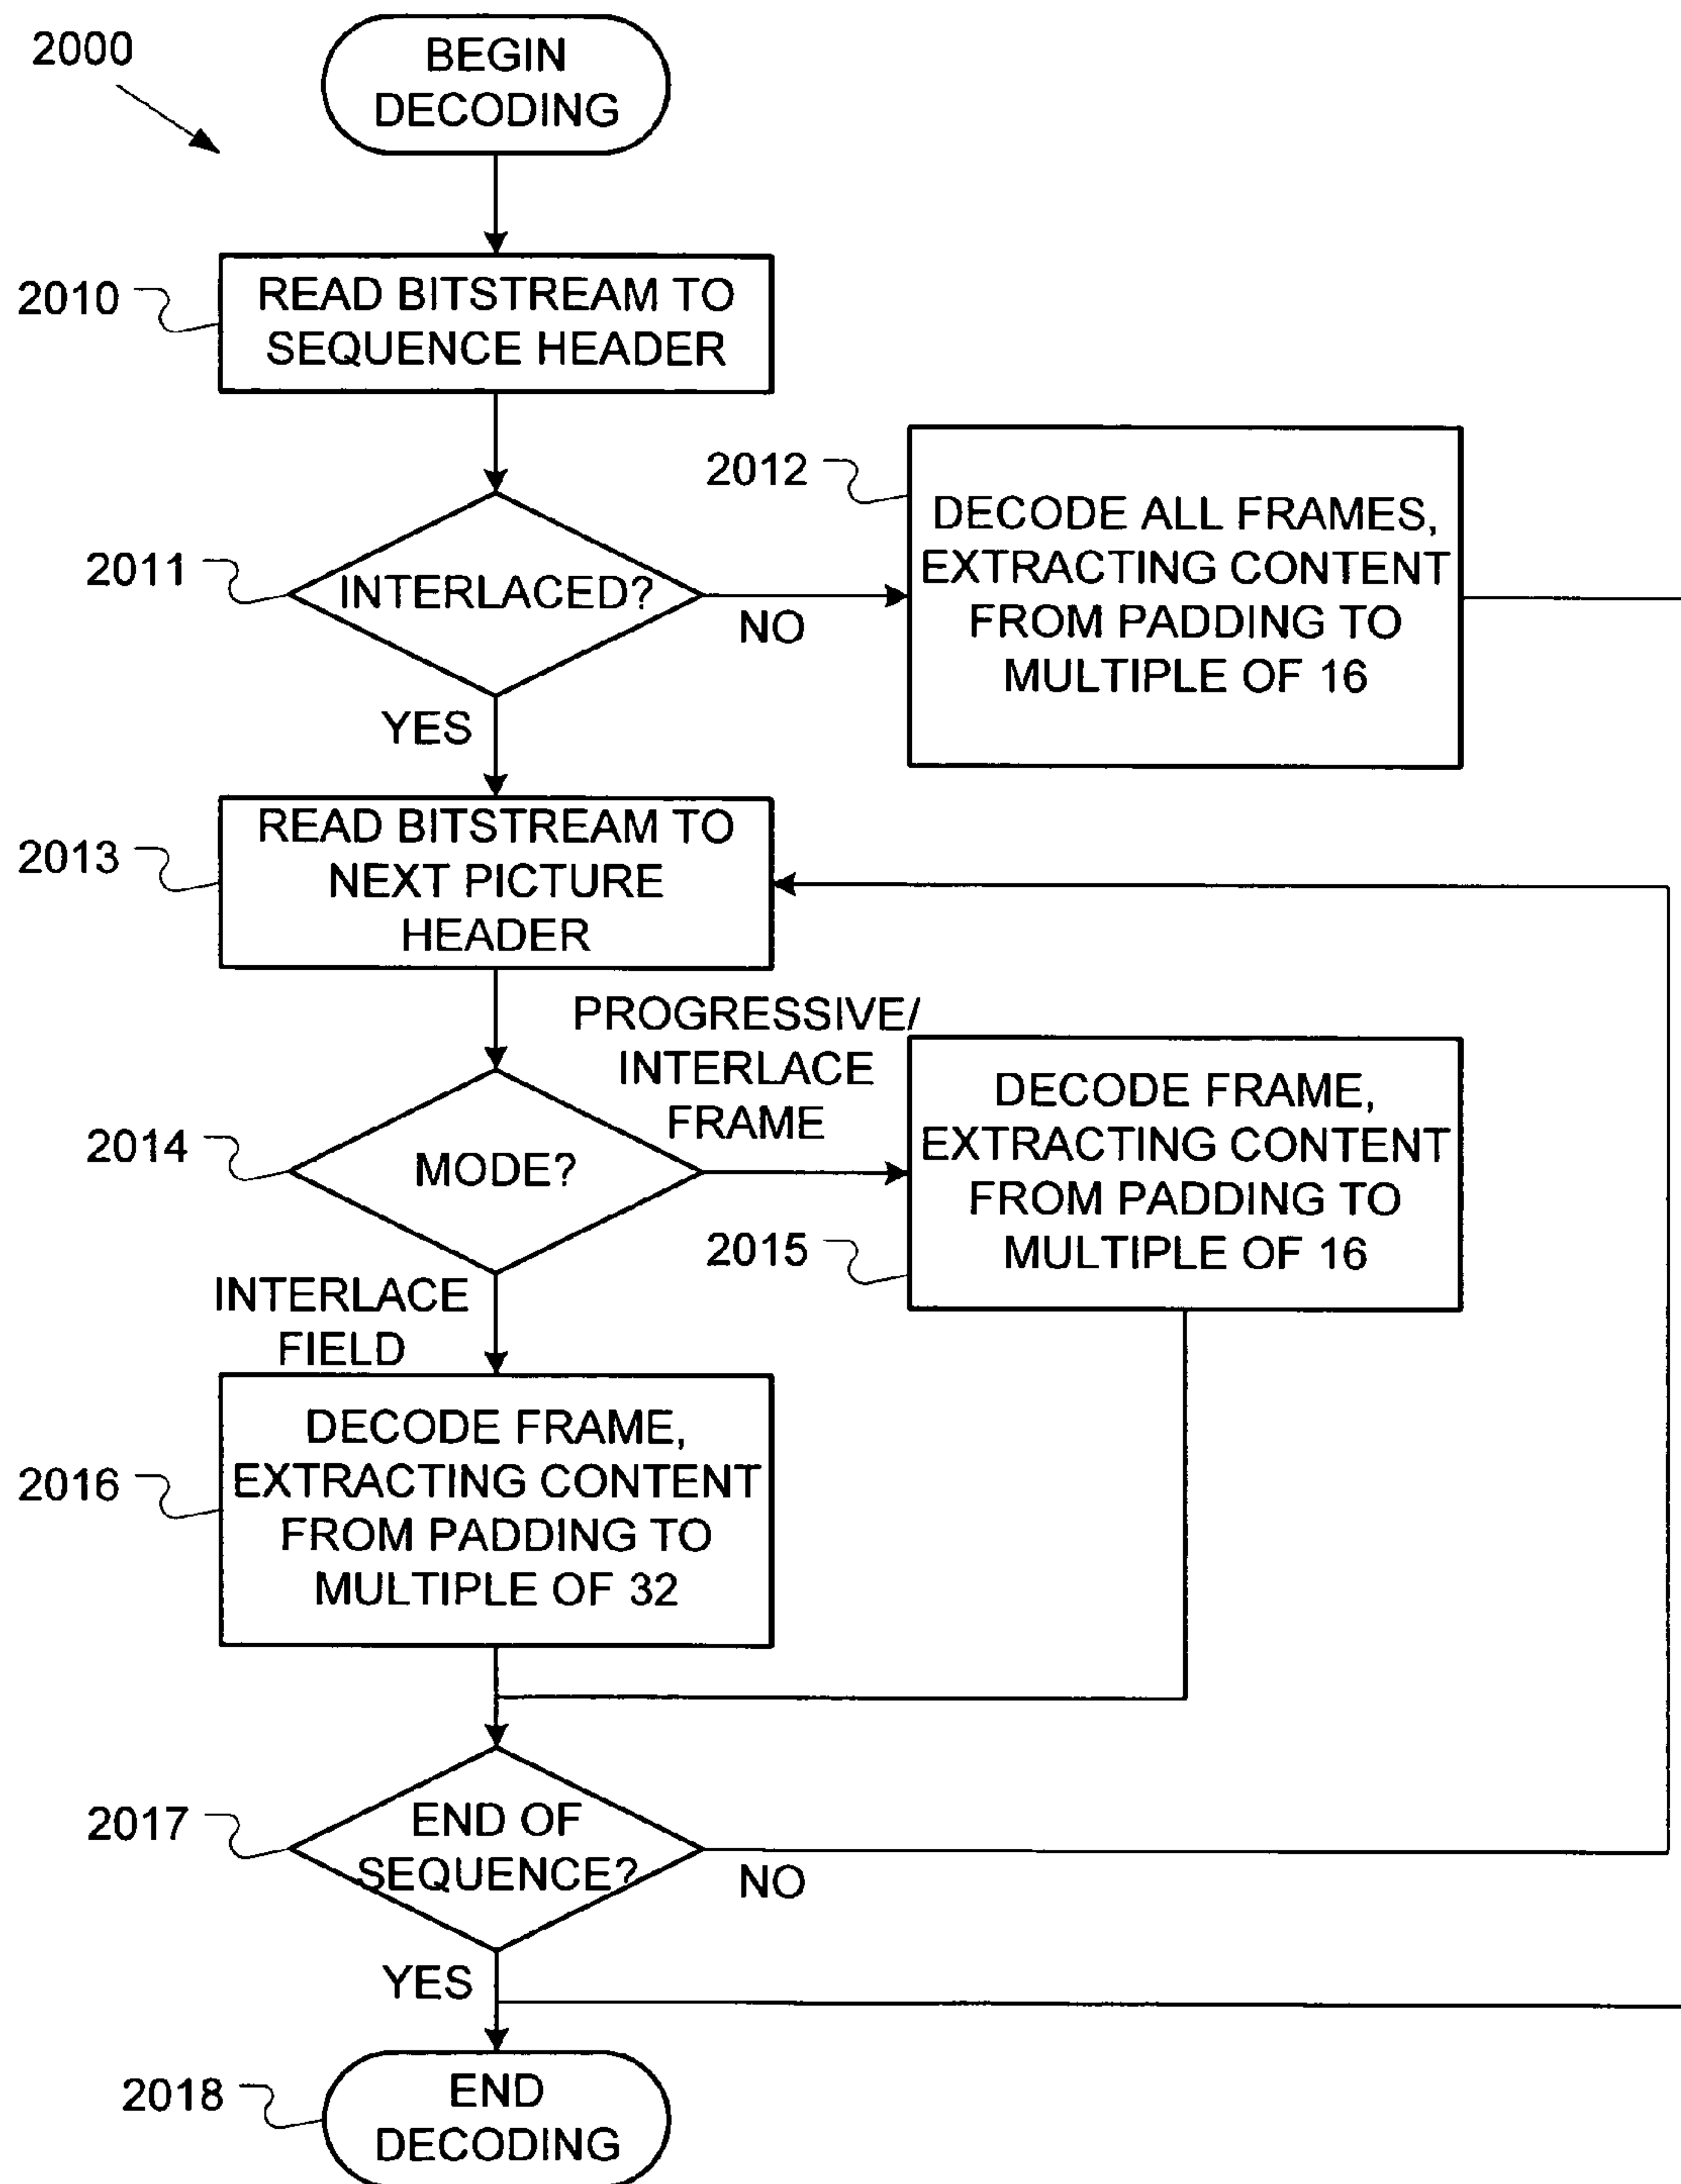 2000
BEGIN
DECODING
2010
READ BITSTREAM TO
SEQUENCE HEADER
2011
INTERLACED?
NO
YES
2012
DECODE ALL FRAMES,
EXTRACTING CONTENT
FROM PADDING TO
MULTIPLE OF 16
2013
READ BITSTREAM TO
NEXT PICTURE
HEADER
2014
MODE?
PROGRESSIVE/
INTERLACE
FRAME
2015
DECODE FRAME,
EXTRACTING CONTENT
FROM PADDING TO
MULTIPLE OF 16
INTERLACE
FIELD
2016
DECODE FRAME,
EXTRACTING CONTENT
FROM PADDING TO
MULTIPLE OF 32
2017
END OF
SEQUENCE?
NO
YES
2018
END
DECODING